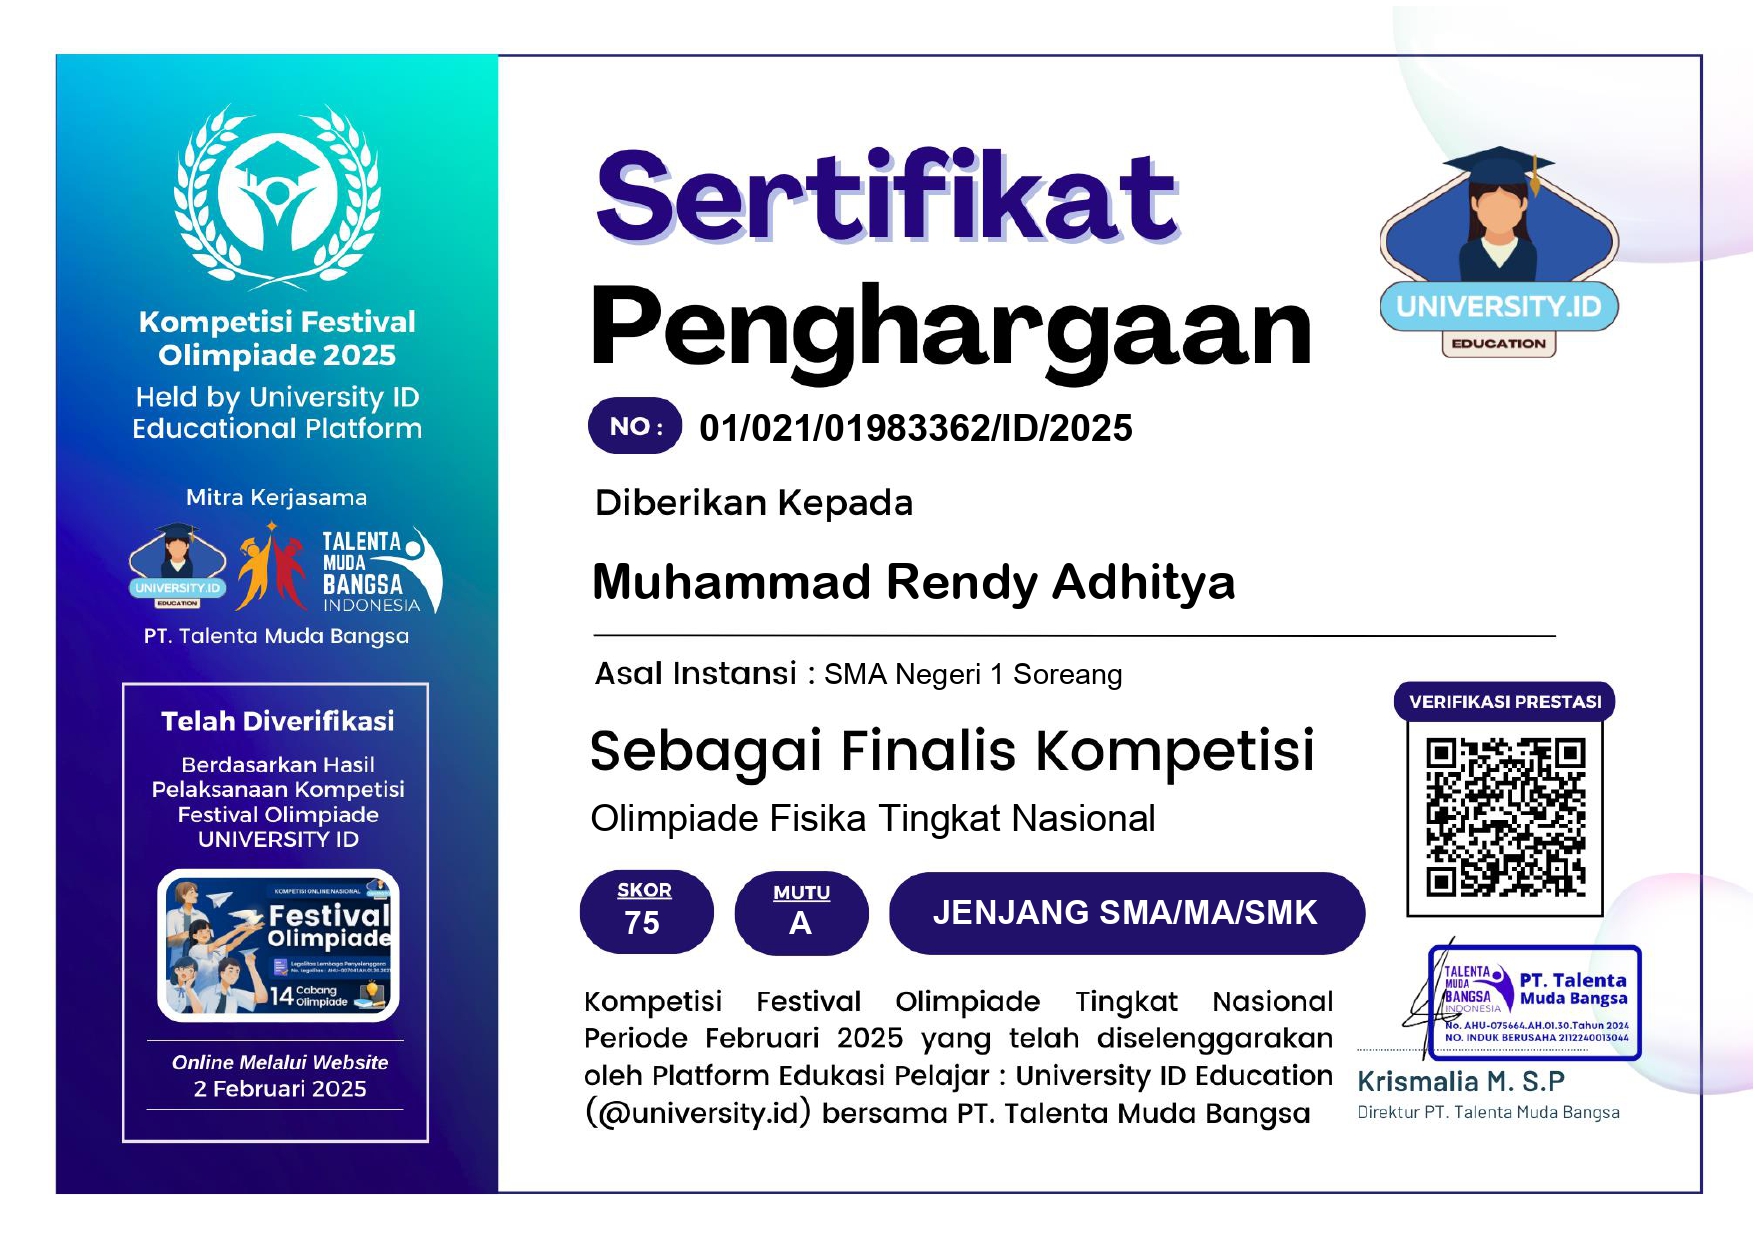 Kompetisi Festival
Olimpiade 2025
Held by University ID
Educational Platform
Mitra Kerjasama
UNIVERSITY.ID
EDUCATION
TALENTA
MUDA
BANGSA
INDONESIA
PT. Talenta Muda Bangsa
Telah Diverifikasi
Berdasarkan Hasil
Pelaksanaan Kompetisi
Festival Olimpiade
UNIVERSITY ID
KOMPETISI ONLINE NASIONAL
Festival
Olimpiade
Legalitas Lembaga Penyelenggara
14 Cabang
Olimpiade
Online Melalui Website
2 Februari 2025
Sertifikat
Penghargaan
UNIVERSITY.ID
EDUCATION
NO : 01/021/01983362/ID/2025
Diberikan Kepada
Muhammad Rendy Adhitya
Asal Instansi : SMA Negeri 1 Soreang
Sebagai Finalis Kompetisi
Olimpiade Fisika Tingkat Nasional
SKOR
75
MUTU
A
JENJANG SMA/MA/SMK
Kompetisi Festival Olimpiade Tingkat Nasional
Periode Februari 2025 yang telah diselenggarakan
oleh Platform Edukasi Pelajar : University ID Education
(@university.id) bersama PT. Talenta Muda Bangsa
VERIFIKASI PRESTASI
TALENTA
MUDA
BANGSA
INDONESIA
PT. Talenta
Muda Bangsa
No. AHU-075664.AH.01.30.Tahun 2024
NO. INDUK BERUSAHA 2112240013044
Krismalia M. S.P
Direktur PT. Talenta Muda Bangsa